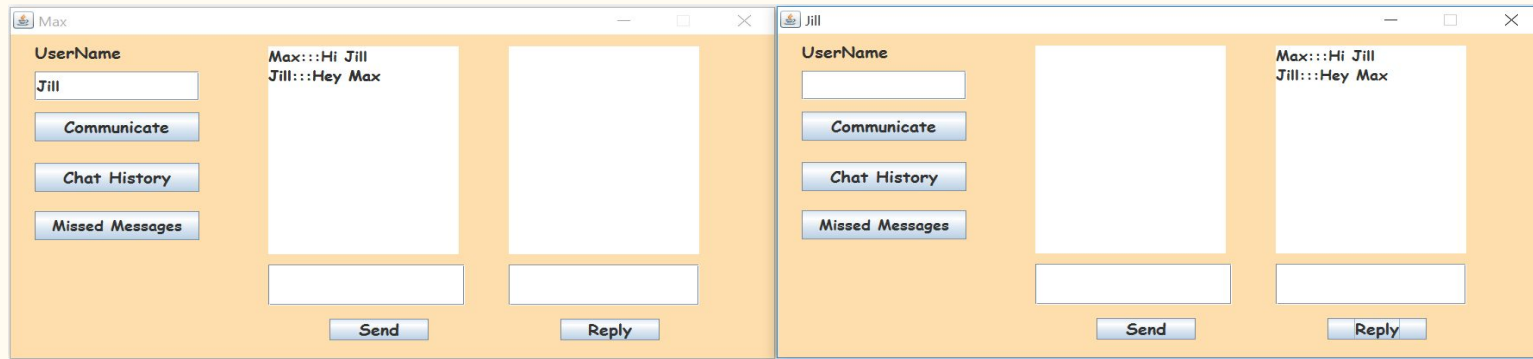 Max
UserName
Jill
Communicate
Chat History
Missed Messages
Max:::Hi Jill
Jill:::Hey Max
Send
Reply
Jill
UserName
Communicate
Chat History
Missed Messages
Max:::Hi Jill
Jill:::Hey Max
Send
Reply